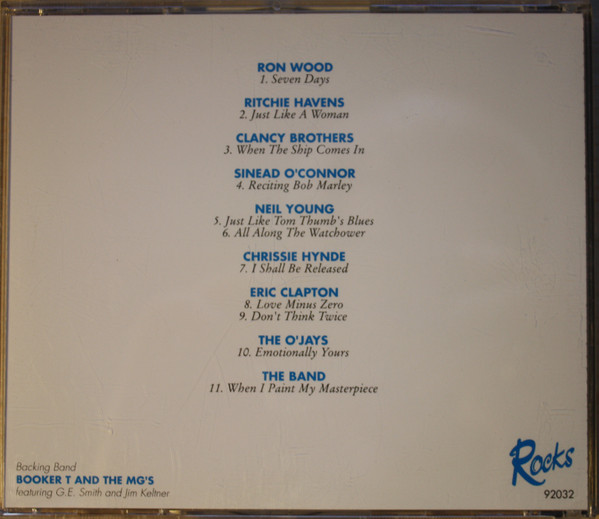 RON WOOD
1. Seven Days
RITCHIE HAVENS
2. Just Like A Woman
CLANCY BROTHERS
3. When The Ship Comes In
SINEAD O'CONNOR
4. Reciting Bob Marley
NEIL YOUNG
5. Just Like Tom Thumb's Blues
6. All Along The Watchower
CHRISSIE HYNDE
7. I Shall Be Released
ERIC CLAPTON
8. Love Minus Zero
9. Don't Think Twice
THE O'JAYS
10. Emotionally Yours
THE BAND
11. When I Paint My Masterpiece
Backing Band
BOOKER T AND THE MG'S
featuring G.E. Smith and Jim Keltner
Rocks
92032